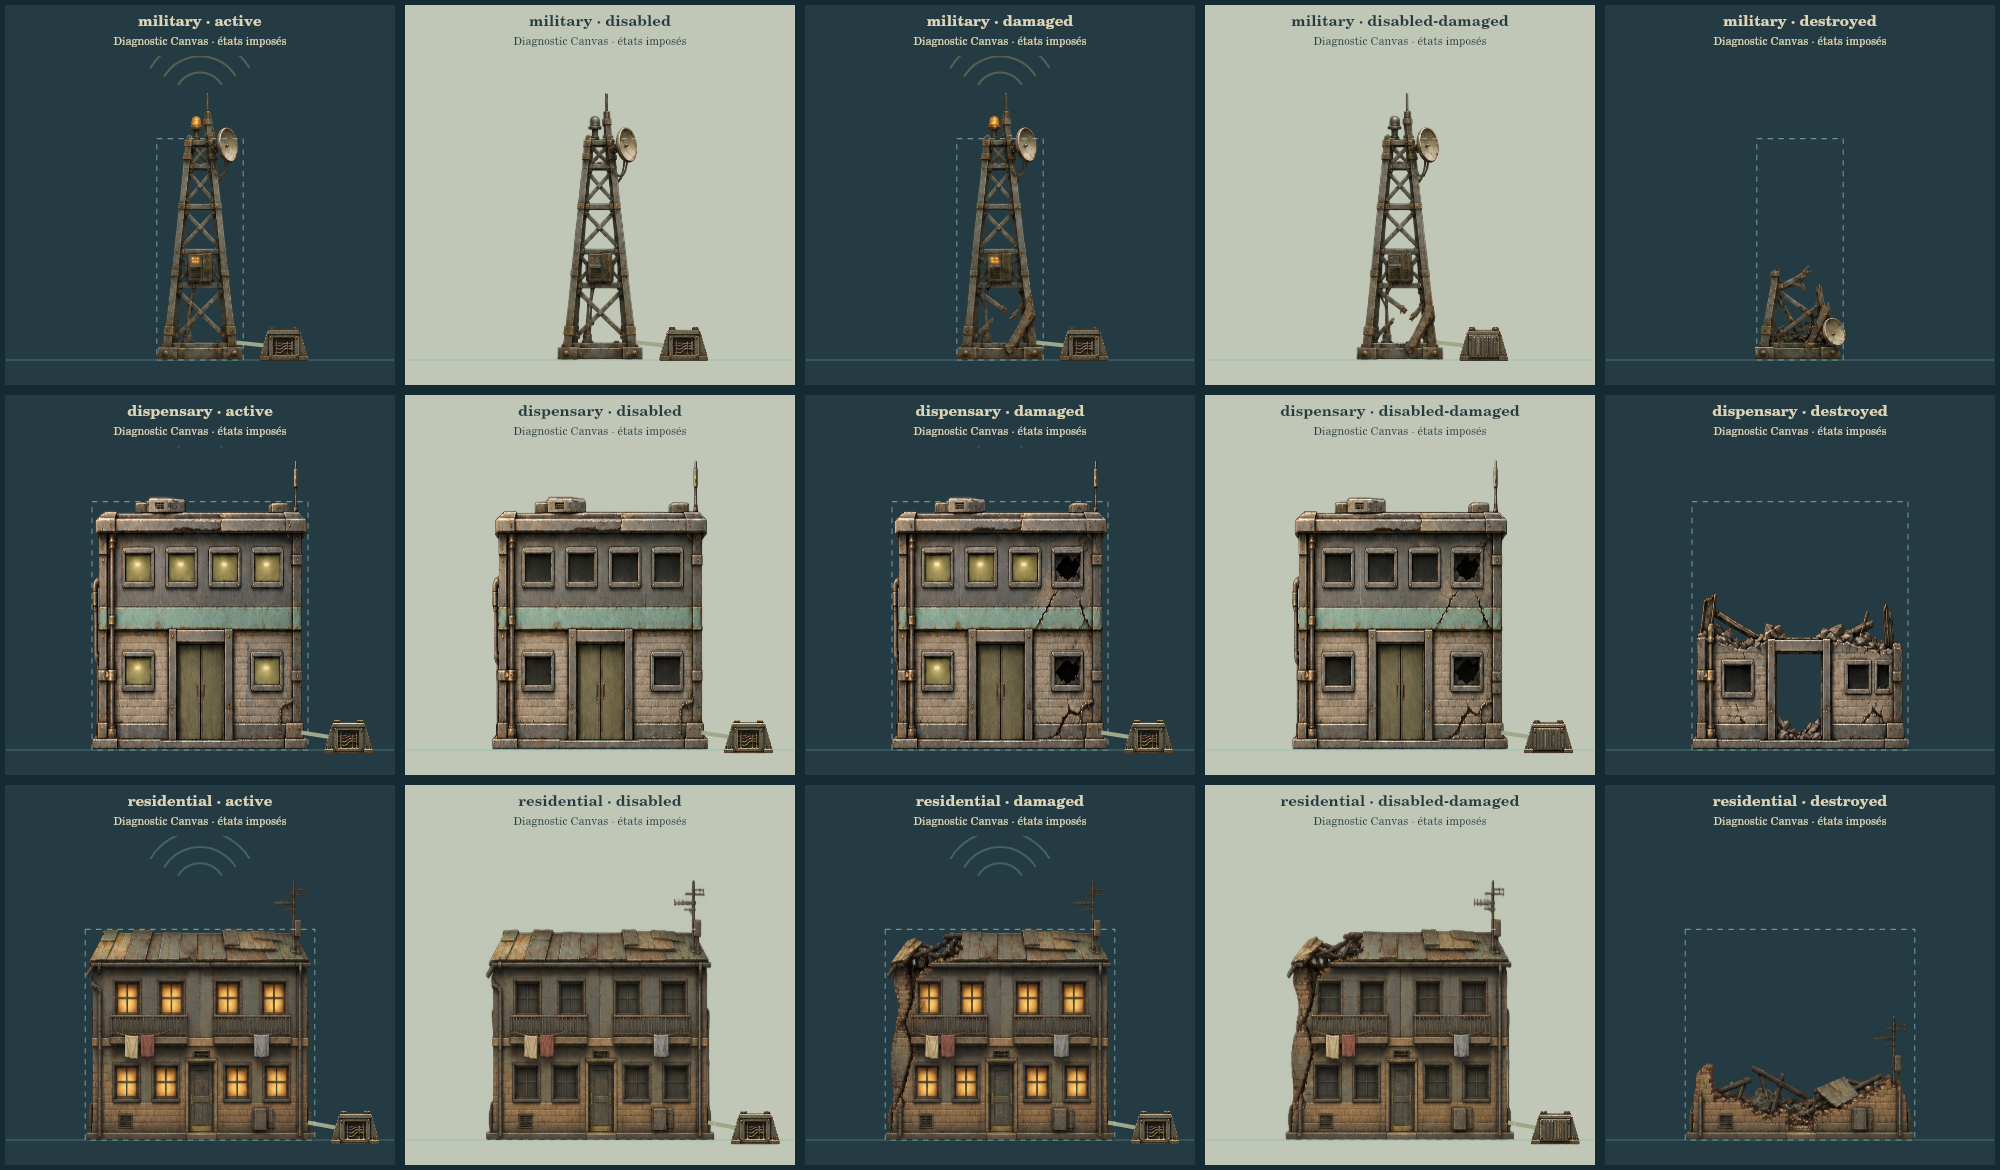 military · active
Diagnostic Canvas · états imposés
military · disabled
Diagnostic Canvas · états imposés
military · damaged
Diagnostic Canvas · états imposés
military · disabled-damaged
Diagnostic Canvas · états imposés
military · destroyed
Diagnostic Canvas · états imposés
dispensary · active
Diagnostic Canvas · états imposés
dispensary · disabled
Diagnostic Canvas · états imposés
dispensary · damaged
Diagnostic Canvas · états imposés
dispensary · disabled-damaged
Diagnostic Canvas · états imposés
dispensary · destroyed
Diagnostic Canvas · états imposés
residential · active
Diagnostic Canvas · états imposés
residential · disabled
Diagnostic Canvas · états imposés
residential · damaged
Diagnostic Canvas · états imposés
residential · disabled-damaged
Diagnostic Canvas · états imposés
residential · destroyed
Diagnostic Canvas · états imposés